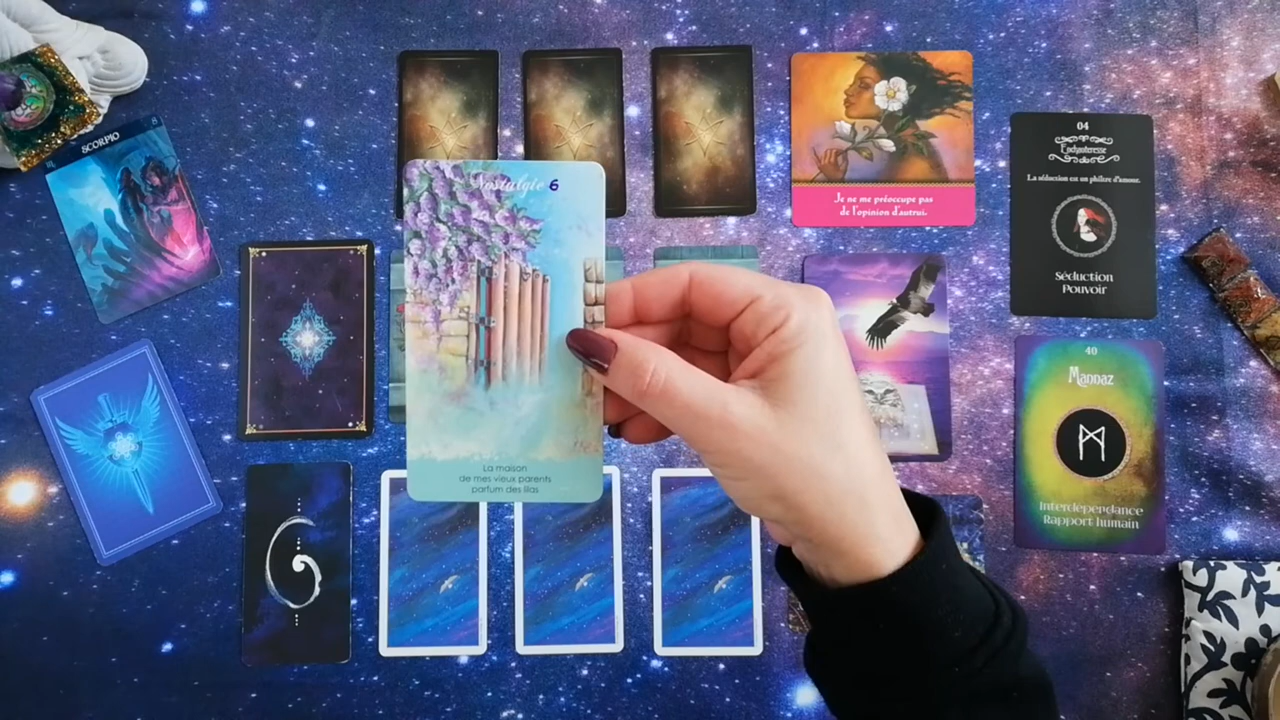 SCORPIO
8
Nostalgie 6
La maison
de mes vieux parents
parfum des lilas
Je ne me préoccupe pas
de l'opinion d'autrui.
04
Enchanteresse
La séduction est un philtre d'amour.
Séduction
Pouvoir
40
Mannaz
Interdépendance
Rapport humain